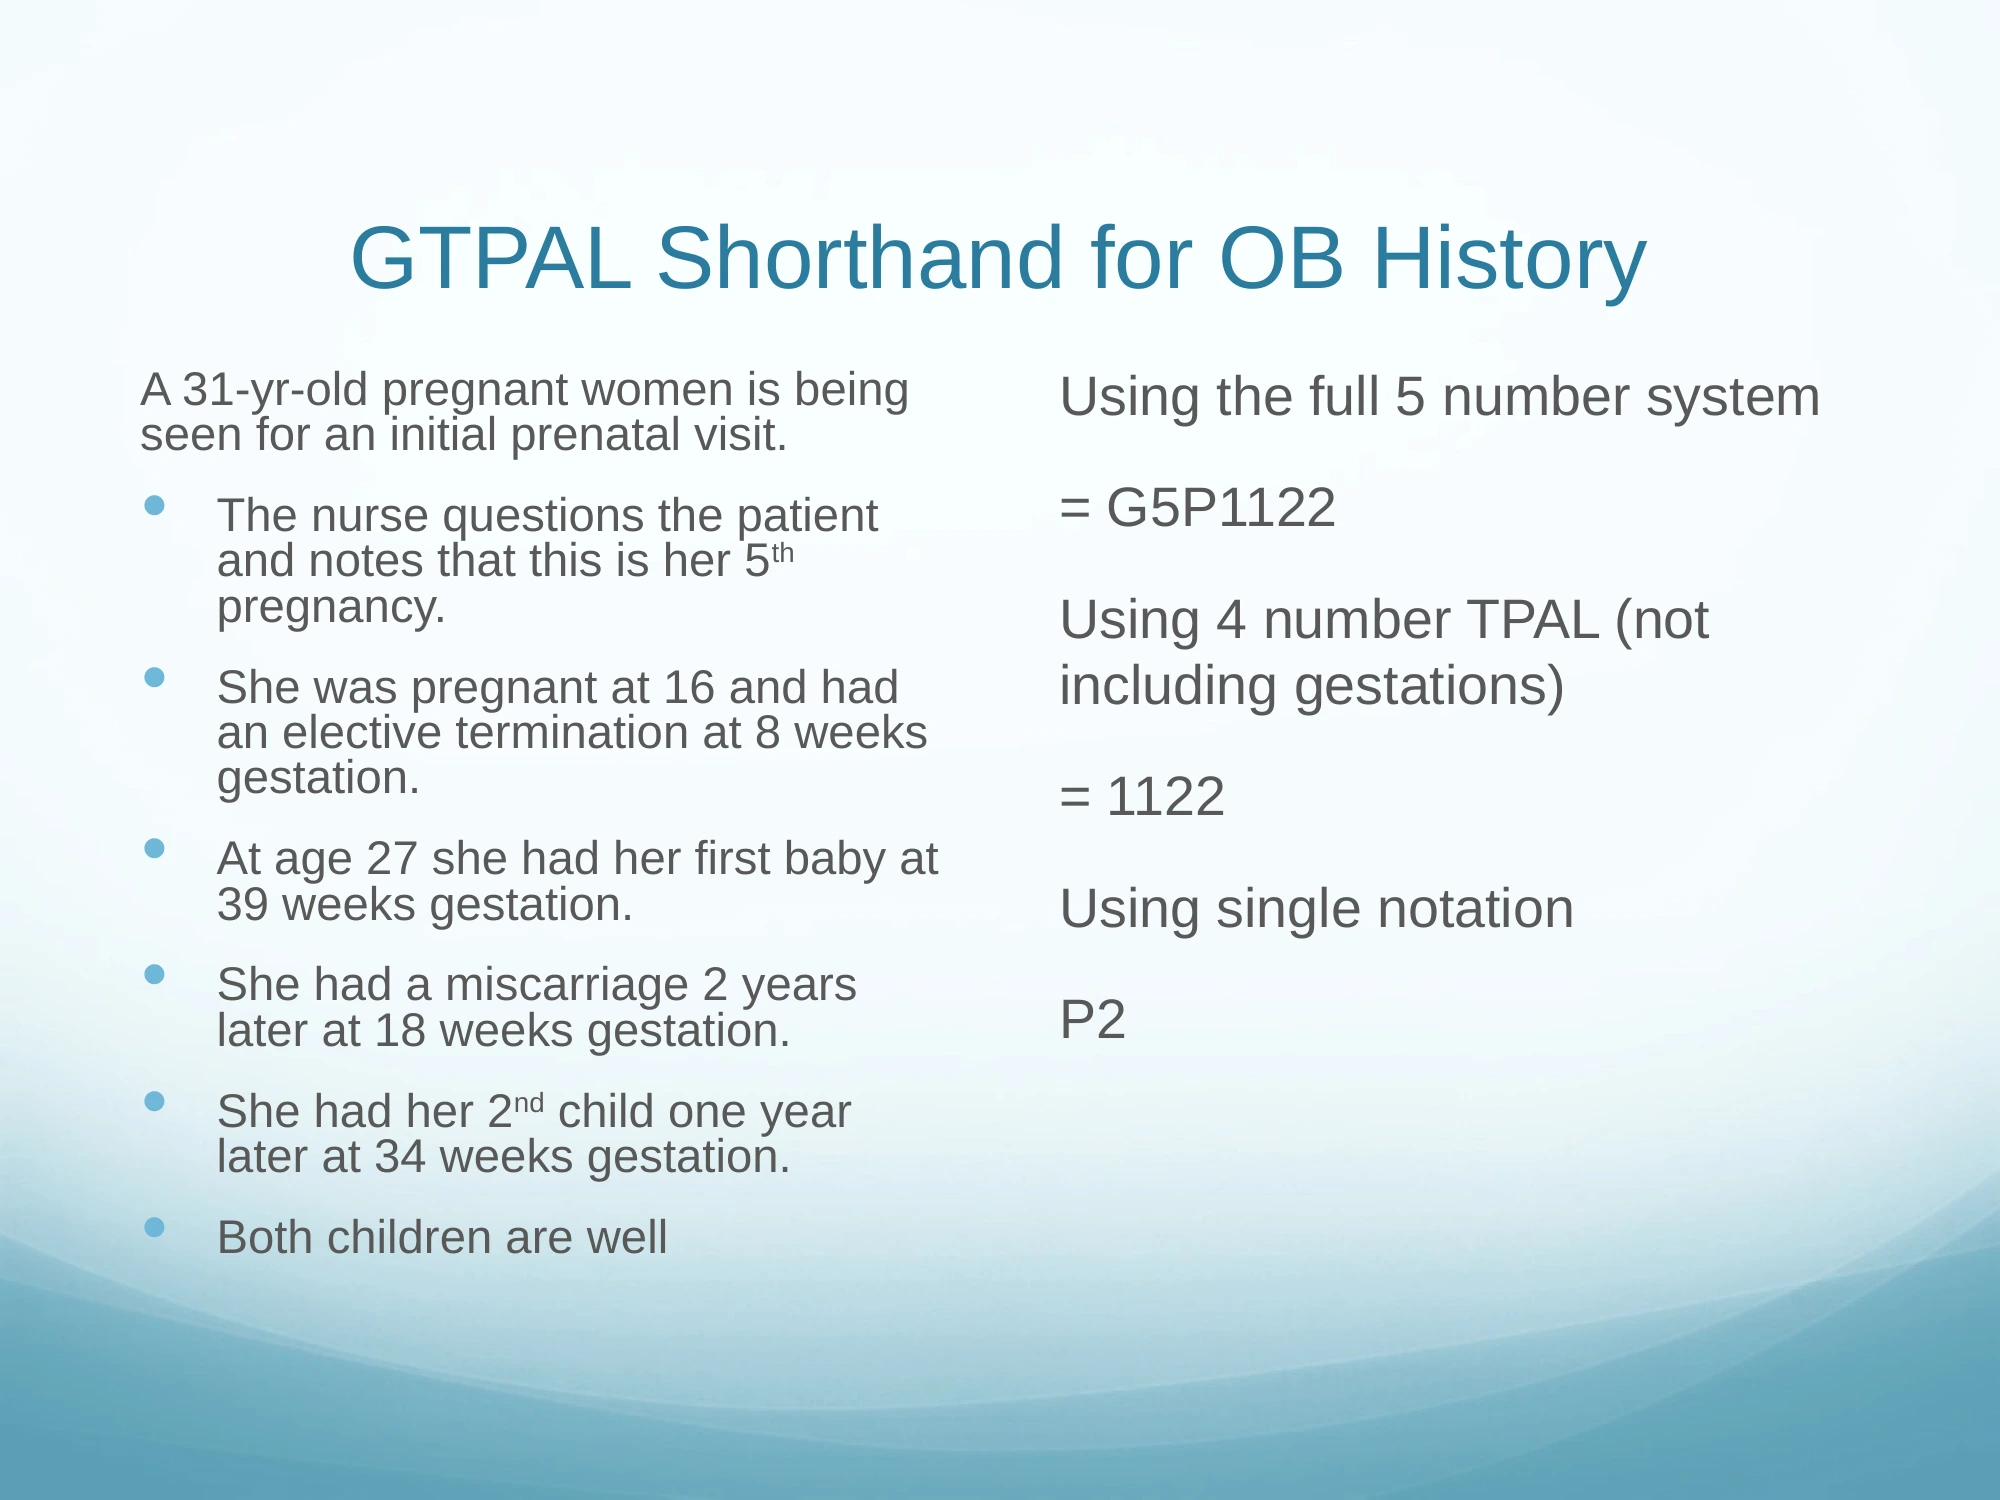 GTPAL Shorthand for OB History
A 31-yr-old pregnant women is being
seen for an initial prenatal visit.
• The nurse questions the patient
and notes that this is her 5th
pregnancy.
• She was pregnant at 16 and had
an elective termination at 8 weeks
gestation.
• At age 27 she had her first baby at
39 weeks gestation.
• She had a miscarriage 2 years
later at 18 weeks gestation.
• She had her 2nd child one year
later at 34 weeks gestation.
• Both children are well
Using the full 5 number system
= G5P1122
Using 4 number TPAL (not
including gestations)
= 1122
Using single notation
P2